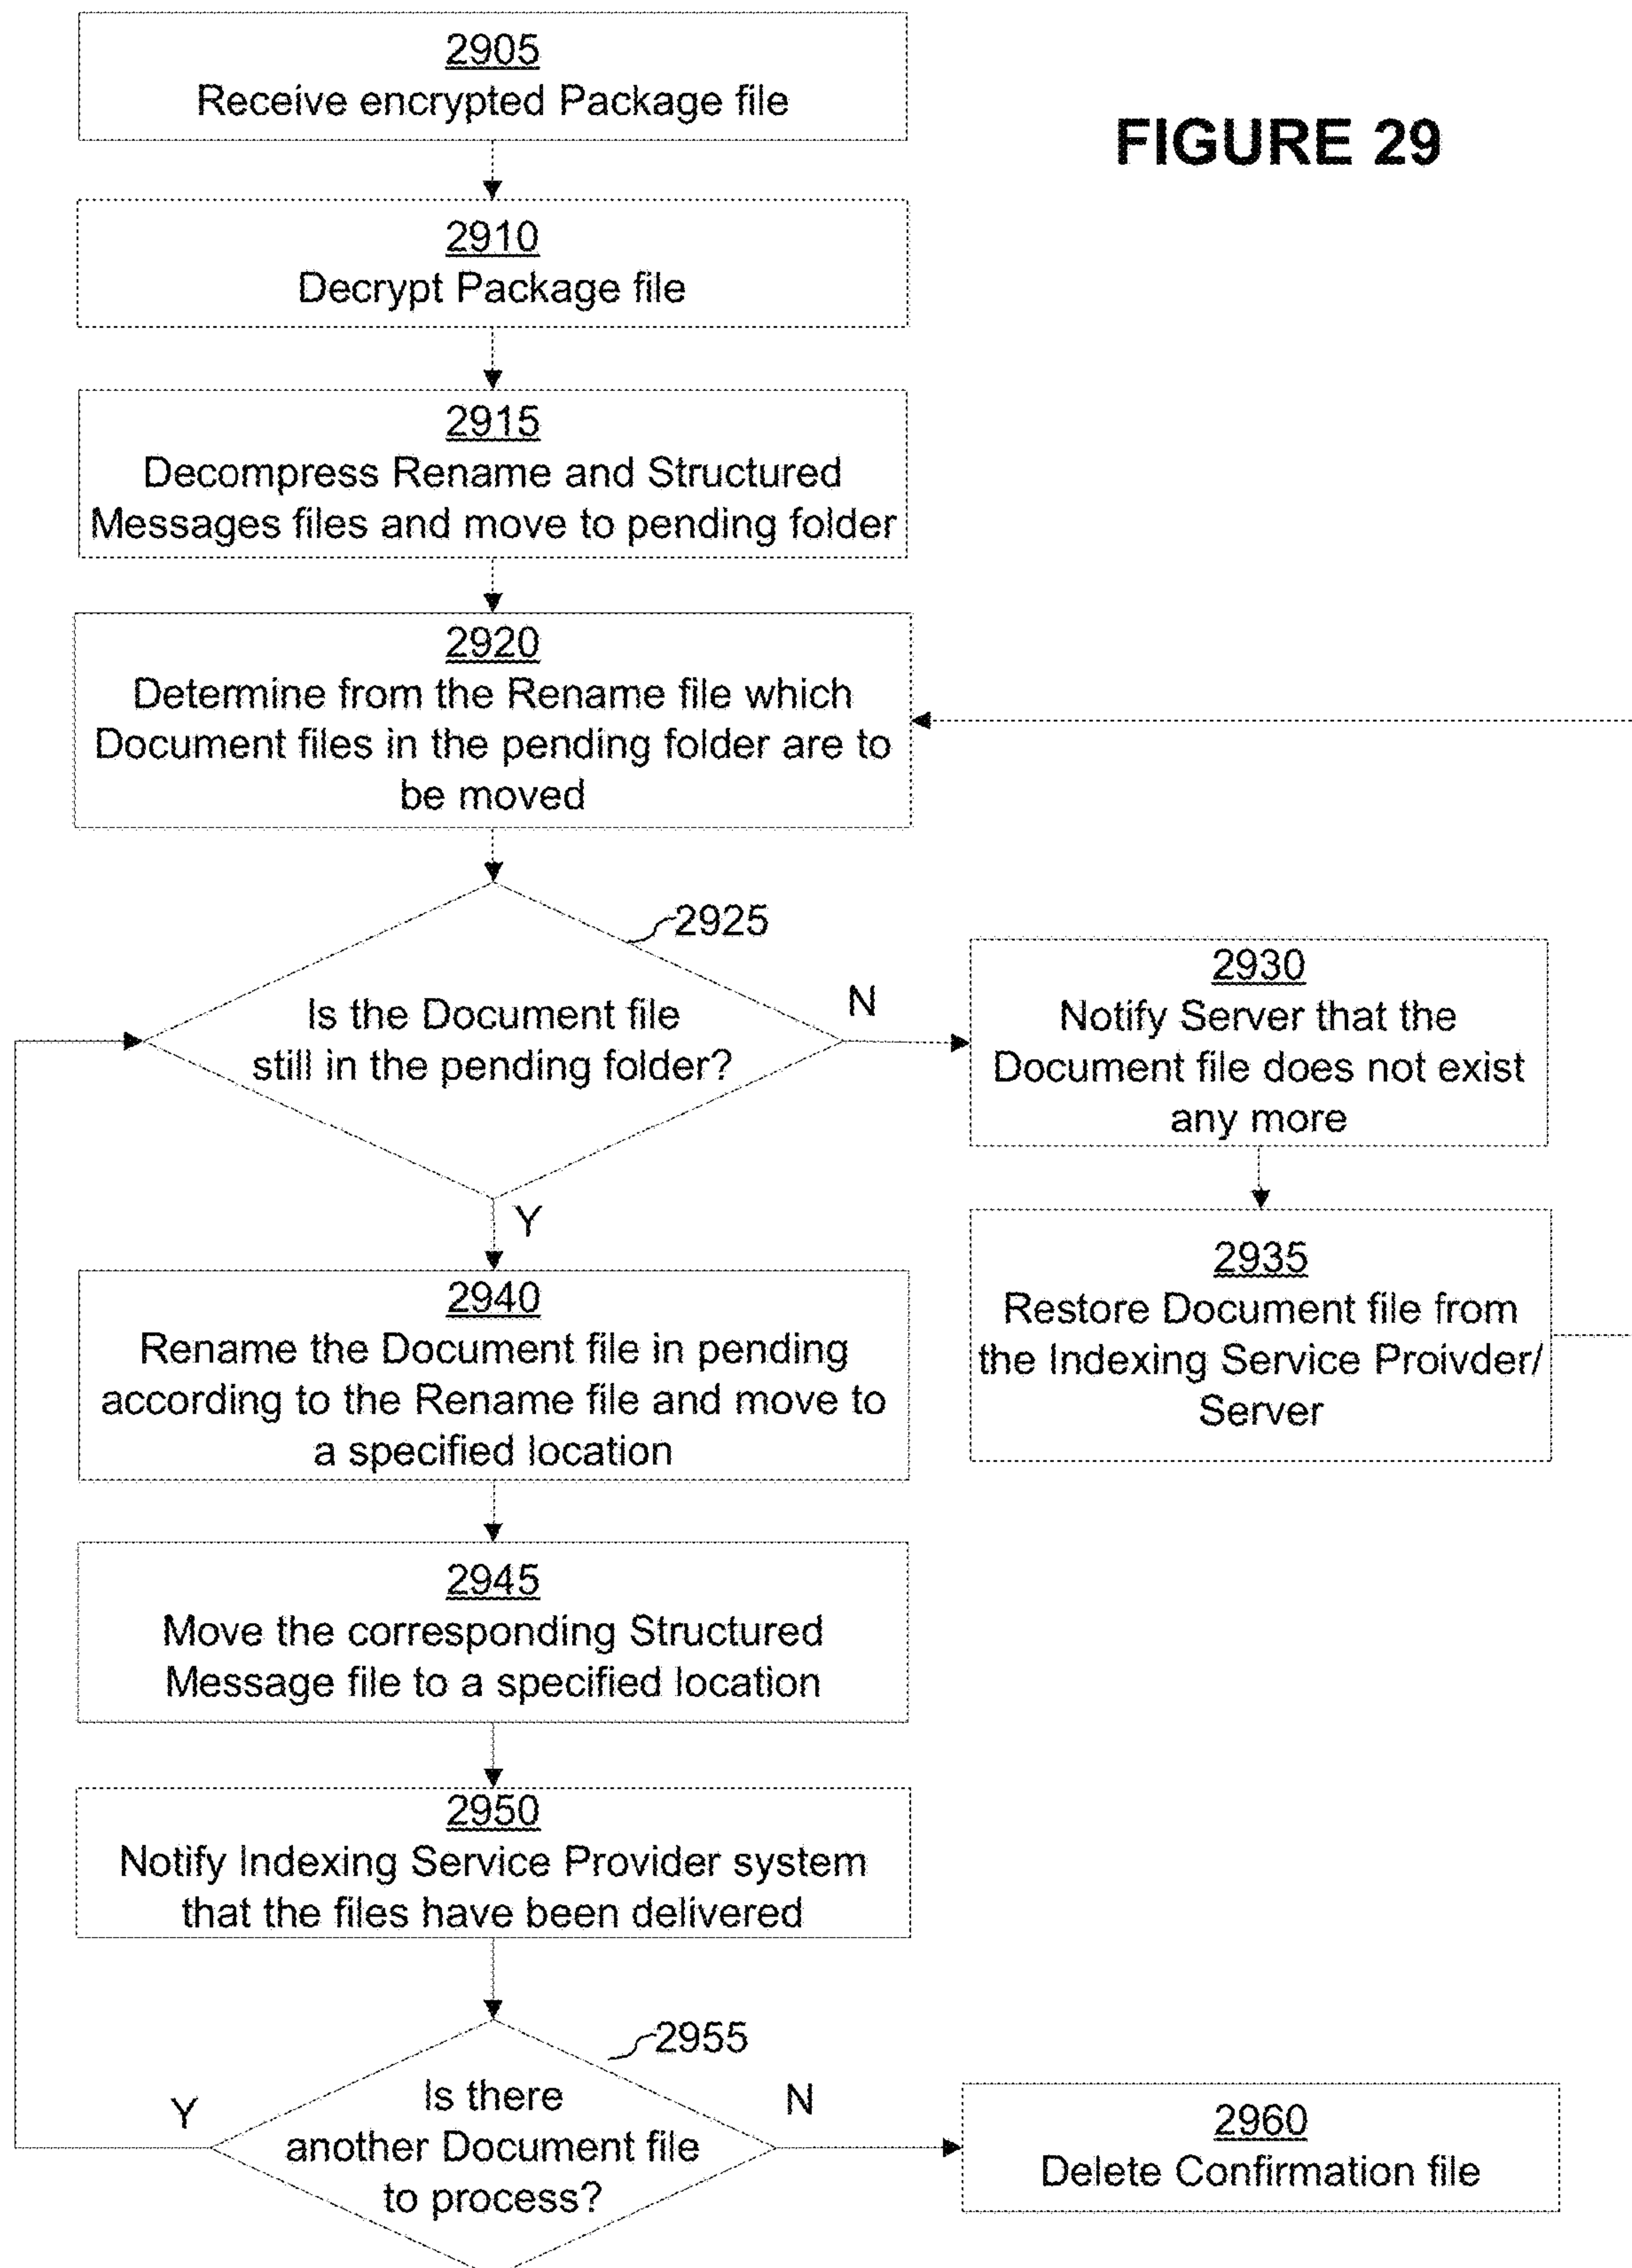 2905
Receive encrypted Package file
FIGURE 29
2910
Decrypt Package file
2915
Decompress Rename and Structured
Messages files and move to pending folder
2920
Determine from the Rename file which
Document files in the pending folder are to
be moved
2925
Is the Document file
still in the pending folder?
N
2930
Notify Server that the
Document file does not exist
any more
Y
2935
Restore Document file from
the Indexing Service Proivder/
Server
2940
Rename the Document file in pending
according to the Rename file and move to
a specified location
2945
Move the corresponding Structured
Message file to a specified location
2950
Notify Indexing Service Provider system
that the files have been delivered
2955
Is there
another Document file
to process?
Y
N
2960
Delete Confirmation file